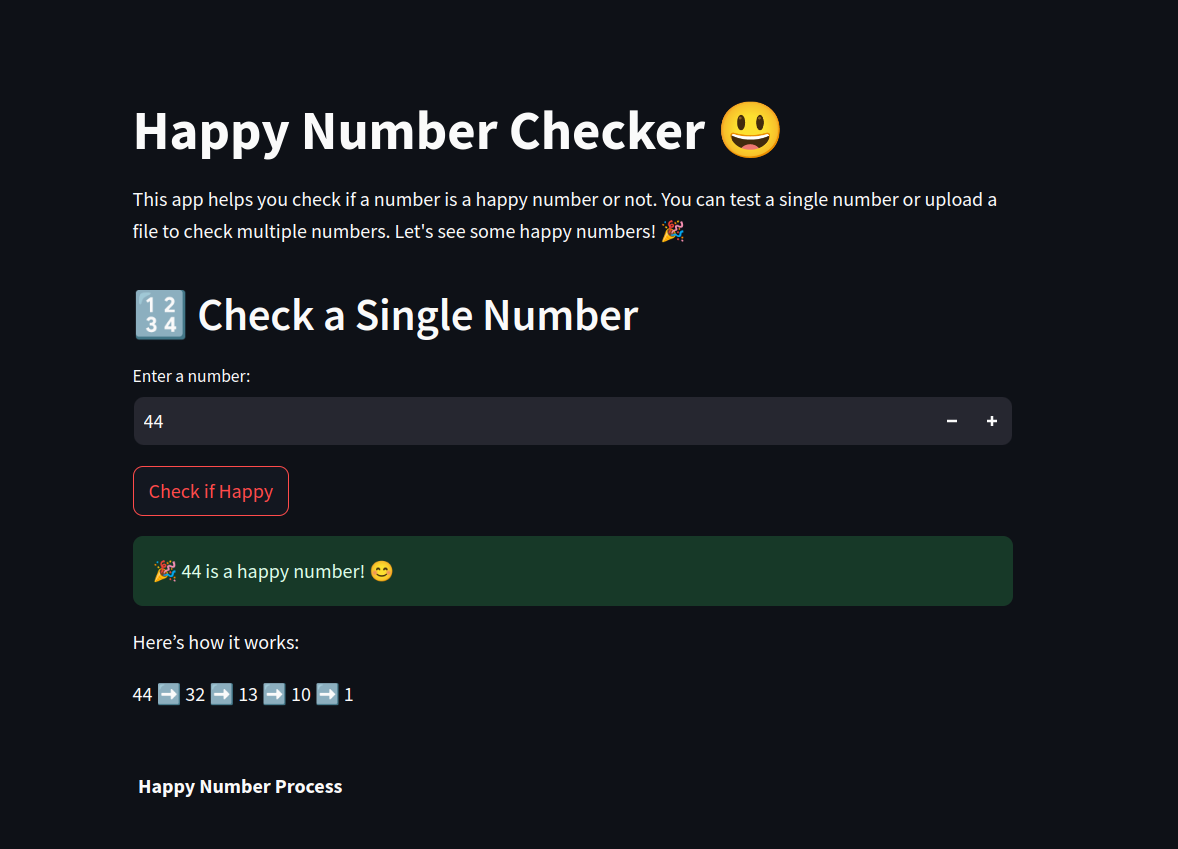 Happy Number Checker 😃
This app helps you check if a number is a happy number or not. You can test a single number or upload a
file to check multiple numbers. Let's see some happy numbers! 🎉
🔢 Check a Single Number
Enter a number:
44 − +
Check if Happy
🎉 44 is a happy number! 😊
Here’s how it works:
44 ➡️ 32 ➡️ 13 ➡️ 10 ➡️ 1
Happy Number Process